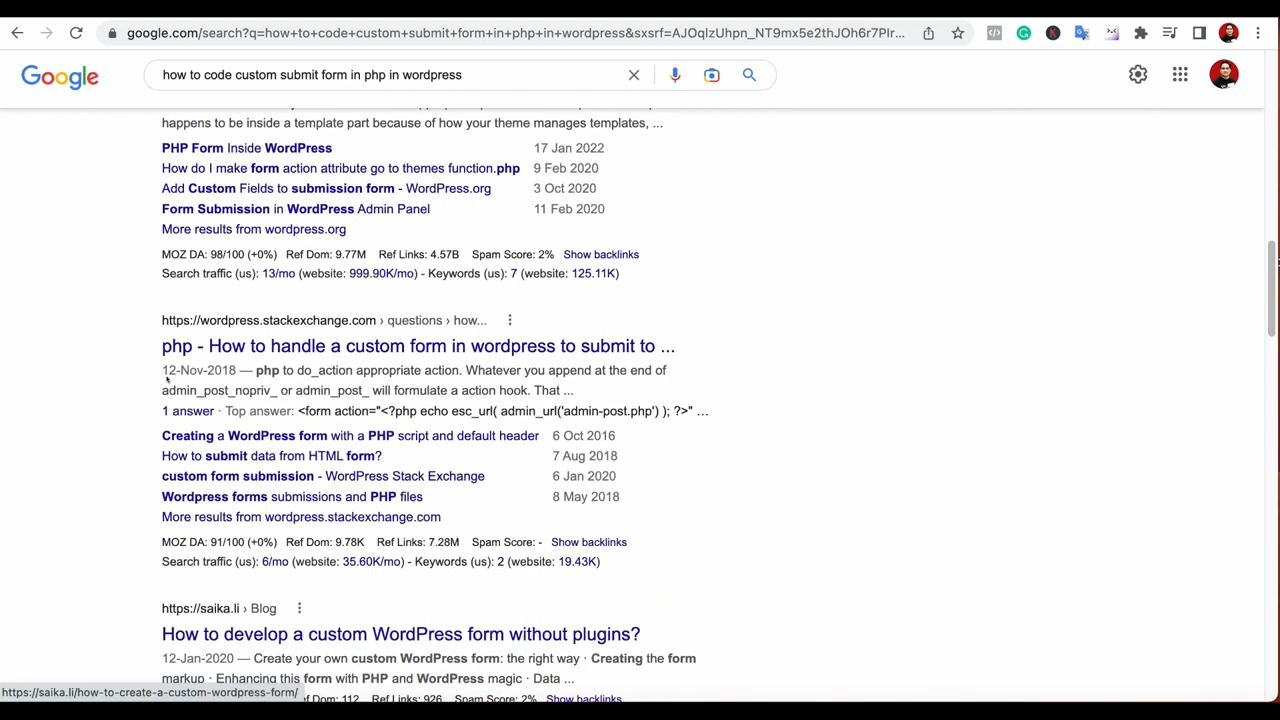 google.com/search?q=how+to+code+custom+submit+form+in+php+in+wordpress&sxsrf=AJOqlzUhpn_NT9mx5e2thJOh6r7Plr...
Google
how to code custom submit form in php in wordpress
happens to be inside a template part because of how your theme manages templates, ...
PHP Form Inside WordPress 17 Jan 2022
How do I make form action attribute go to themes function.php 9 Feb 2020
Add Custom Fields to submission form - WordPress.org 3 Oct 2020
Form Submission in WordPress Admin Panel 11 Feb 2020
More results from wordpress.org
MOZ DA: 98/100 (+0%) Ref Dom: 9.77M Ref Links: 4.57B Spam Score: 2% Show backlinks
Search traffic (us): 13/mo (website: 999.90K/mo) - Keywords (us): 7 (website: 125.11K)
https://wordpress.stackexchange.com › questions › how...
php - How to handle a custom form in wordpress to submit to ...
12-Nov-2018 — php to do_action appropriate action. Whatever you append at the end of
admin_post_nopriv_ or admin_post_ will formulate a action hook. That ...
1 answer · Top answer: <form action="<?php echo esc_url( admin_url('admin-post.php') ); ?>" ...
Creating a WordPress form with a PHP script and default header 6 Oct 2016
How to submit data from HTML form? 7 Aug 2018
custom form submission - WordPress Stack Exchange 6 Jan 2020
Wordpress forms submissions and PHP files 8 May 2018
More results from wordpress.stackexchange.com
MOZ DA: 91/100 (+0%) Ref Dom: 9.78K Ref Links: 7.28M Spam Score: - Show backlinks
Search traffic (us): 6/mo (website: 35.60K/mo) - Keywords (us): 2 (website: 19.43K)
https://saika.li › Blog
How to develop a custom WordPress form without plugins?
12-Jan-2020 — Create your own custom WordPress form: the right way · Creating the form
markup · Enhancing this form with PHP and WordPress magic · Data ...
https://saika.li/how-to-create-a-custom-wordpress-form/ f Dom: 112 Ref Links: 926 Spam Score: 2% Show backlinks